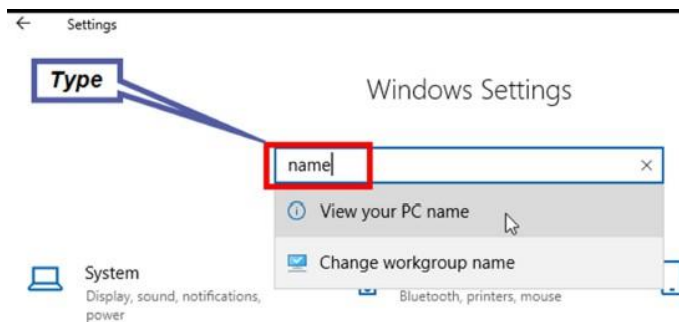 Settings
Type
Windows Settings
name
View your PC name
Change workgroup name
System
Display, sound, notifications,
power
Bluetooth, printers, mouse